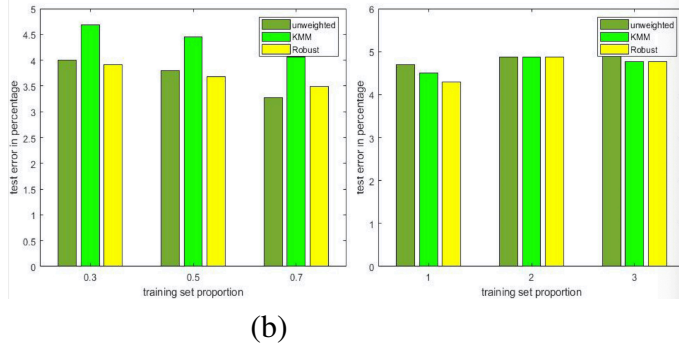 5
4.5
4
3.5
3
2.5
2
1.5
1
0.5
0
test error in percentage
unweighted
KMM
Robust
0.3 0.5 0.7
training set proportion
6
5
4
3
2
1
0
test error in percentage
unweighted
KMM
Robust
1 2 3
training set proportion
(b)